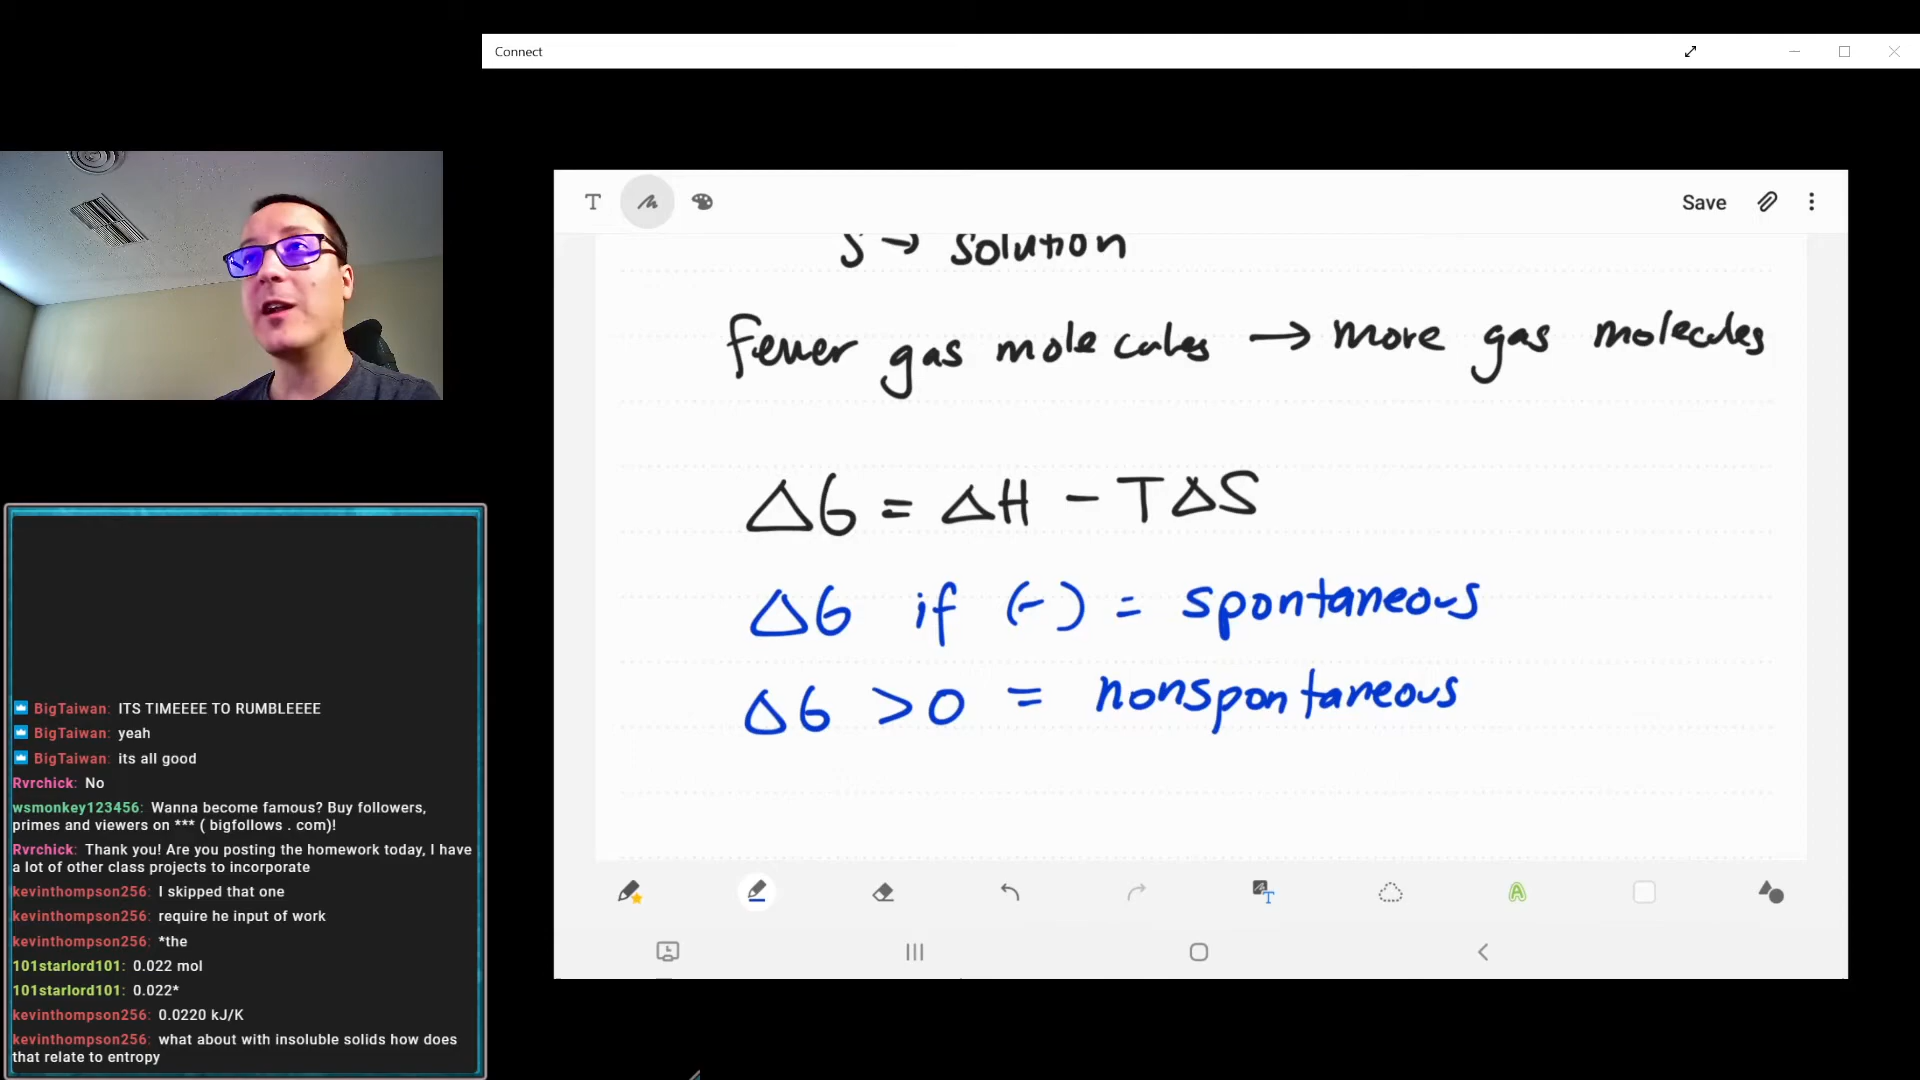 Connect
T
Save
s → solution
fewer gas molecules → more gas molecules
ΔG = ΔH - TΔS
ΔG if (-) = spontaneous
ΔG >0 = nonspontaneous
T
A
BigTaiwan: ITS TIMEEEE TO RUMBLEEEE
BigTaiwan: yeah
BigTaiwan: its all good
Rvrchick: No
wsmonkey123456: Wanna become famous? Buy followers,
primes and viewers on *** ( bigfollows . com)!
Rvrchick: Thank you! Are you posting the homework today, I have
a lot of other class projects to incorporate
kevinthompson256: I skipped that one
kevinthompson256: require he input of work
kevinthompson256: *the
101starlord101: 0.022 mol
101starlord101: 0.022*
kevinthompson256: 0.0220 kJ/K
kevinthompson256: what about with insoluble solids how does
that relate to entropy